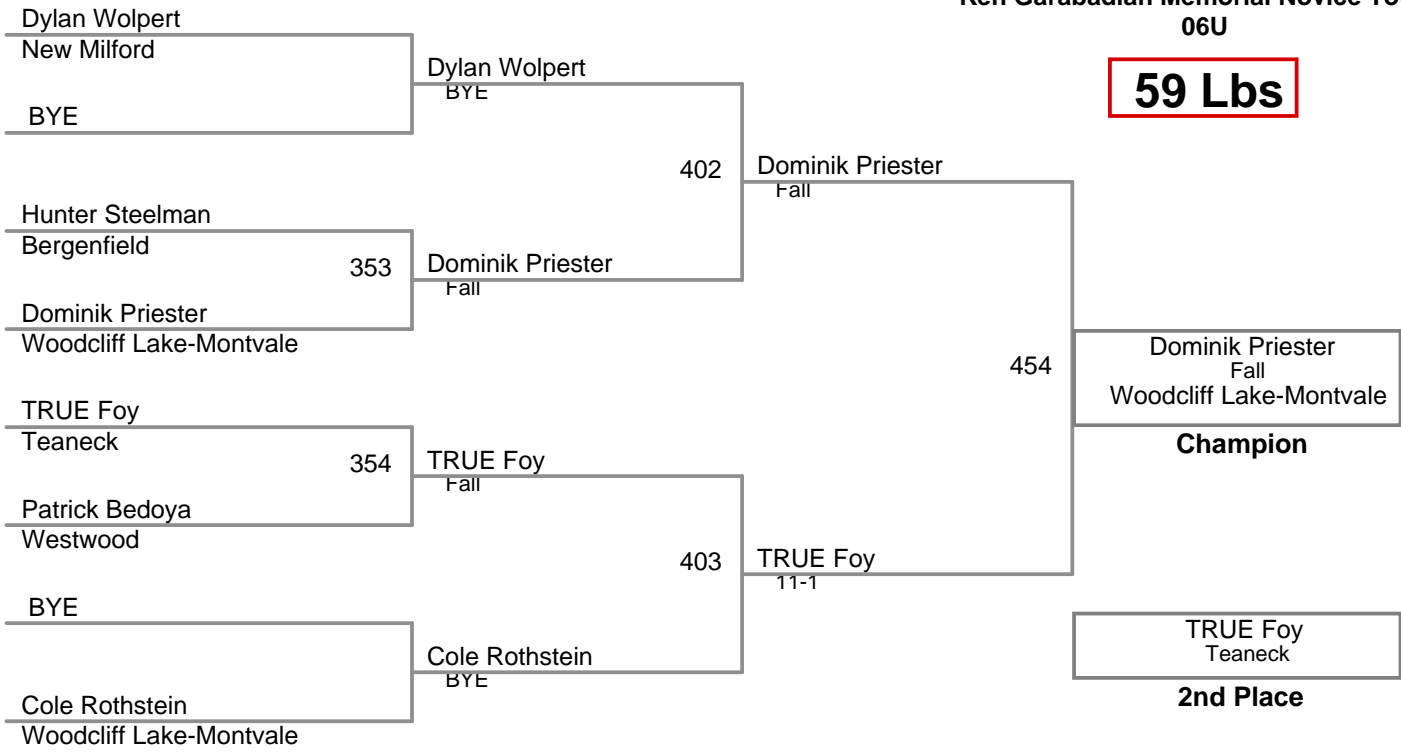 Ken Garabadian Memorial Novice
06U
59 Lbs
Dylan Wolpert
New Milford
BYE
Hunter Steelman
Bergenfield
353
Dominik Priester
Woodcliff Lake-Montvale
TRUE Foy
Teaneck
354
Patrick Bedoya
Westwood
BYE
Cole Rothstein
Woodcliff Lake-Montvale
Dylan Wolpert
BYE
402
Dominik Priester
Fall
TRUE Foy
Fall
403
Cole Rothstein
BYE
Dominik Priester
Fall
454
TRUE Foy
11-1
Dominik Priester
Fall
Woodcliff Lake-Montvale
Champion
TRUE Foy
Teaneck
2nd Place